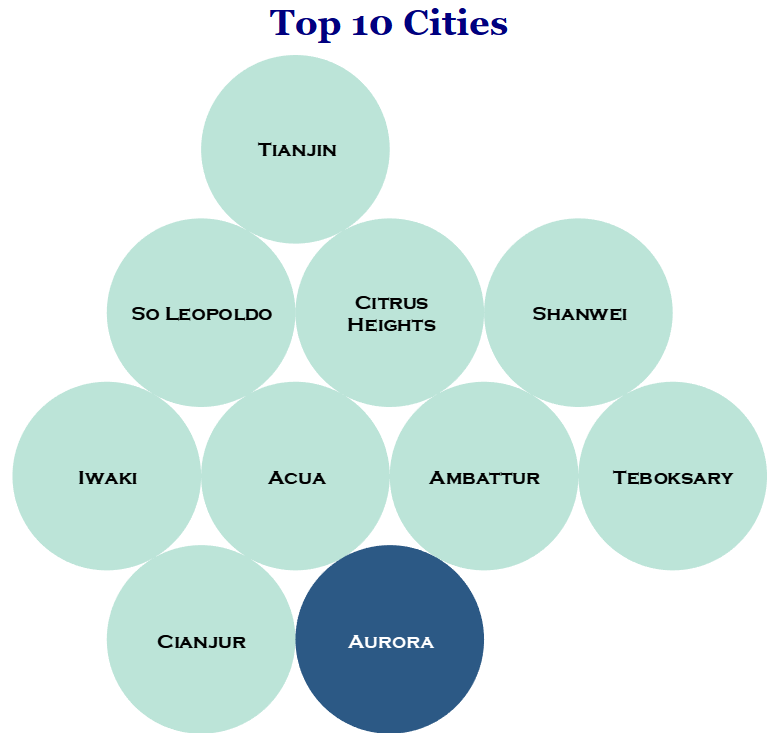 Top 10 Cities
Tianjin
So Leopoldo
Citrus
Heights
Shanwei
Iwaki
Acua
Ambattur
Teboksary
Cianjur
Aurora